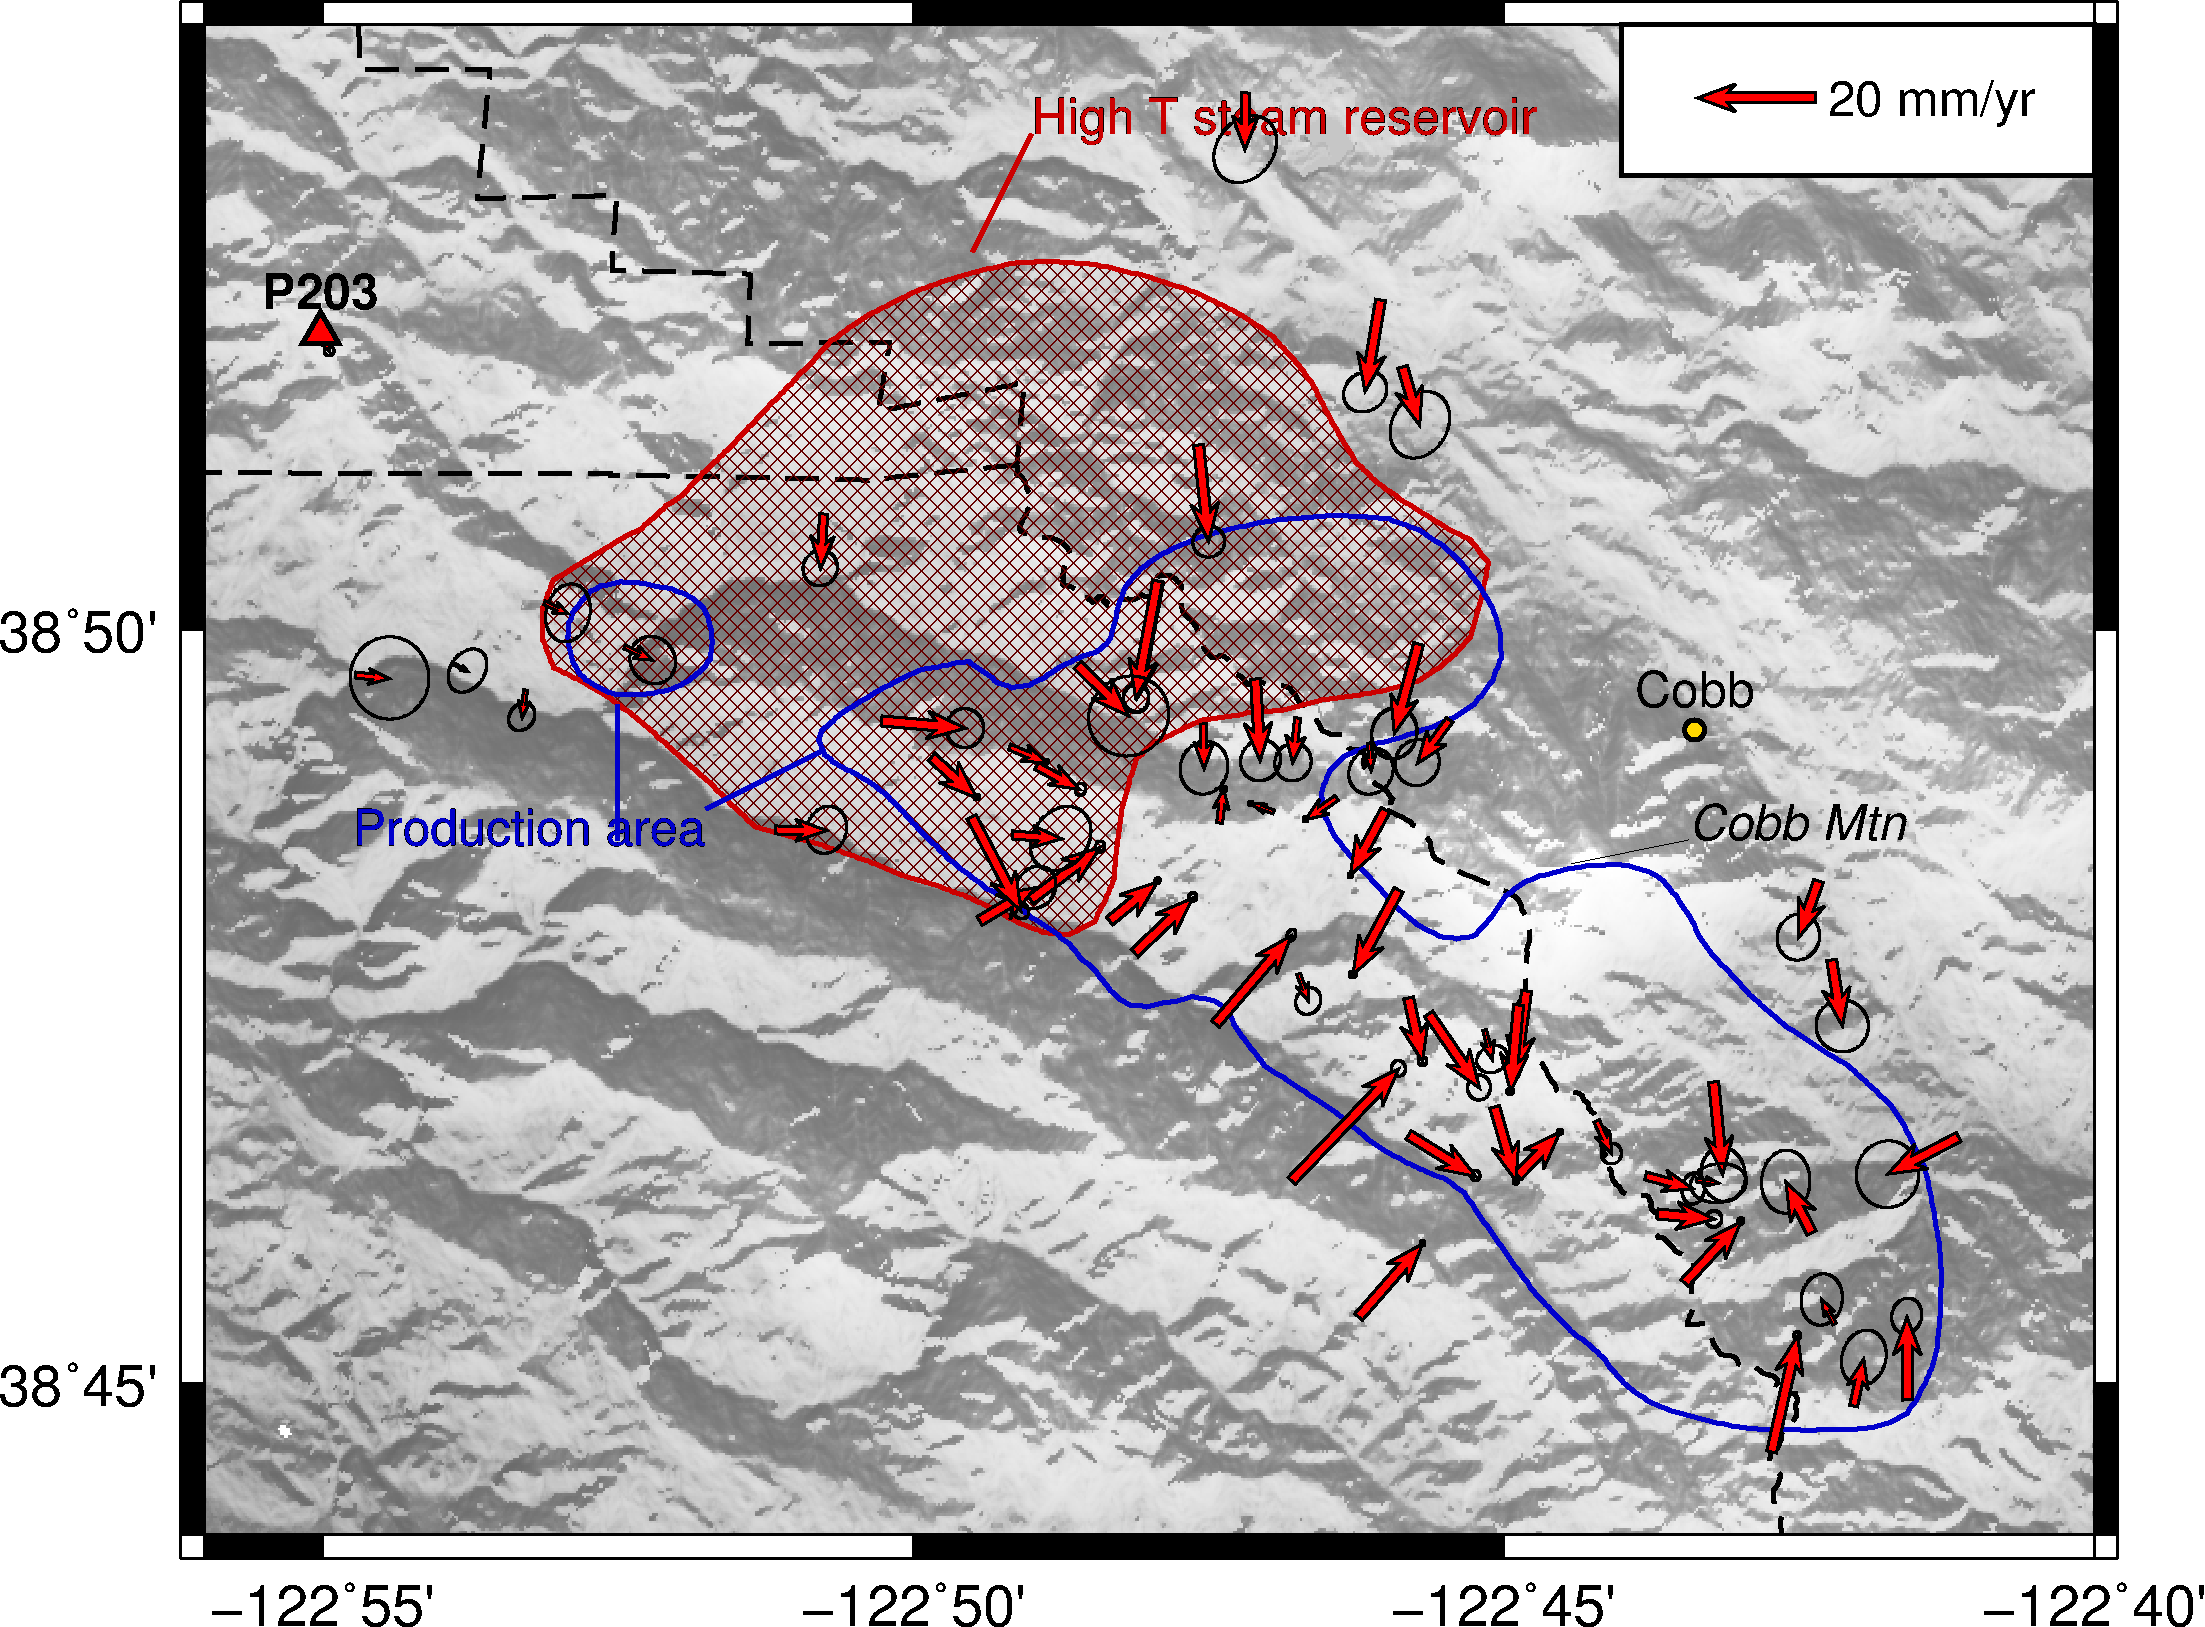 20 mm/yr
High T steam reservoir
P203
38°50'
Cobb
Cobb Mtn
Production area
38°45'
−122°55'
−122°50'
−122°45'
−122°40'